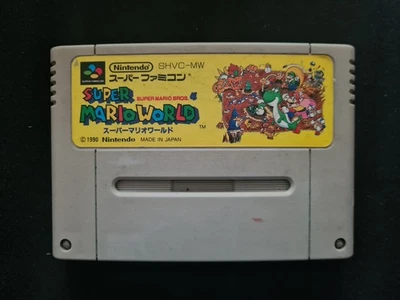 Nintendo SHVC-MW
スーパーファミコン
SUPER
SUPER MARIO BROS. 4
MARIO WORLD
スーパーマリオワールド TM
© 1990 Nintendo MADE IN JAPAN